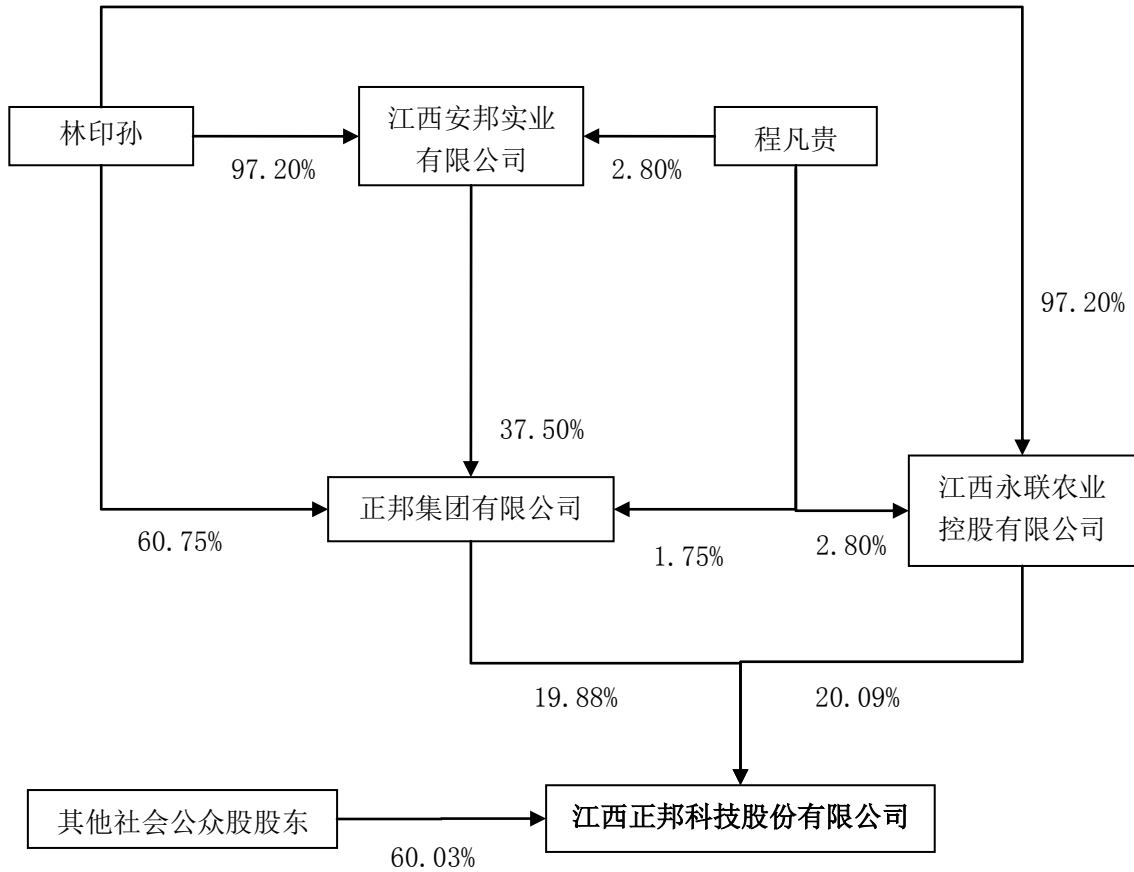 林印孙
江西安邦实业
有限公司
程凡贵
97.20%
2.80%
97.20%
37.50%
正邦集团有限公司
江西永联农业
控股有限公司
60.75%
1.75%
2.80%
19.88%
20.09%
其他社会公众股股东
江西正邦科技股份有限公司
60.03%